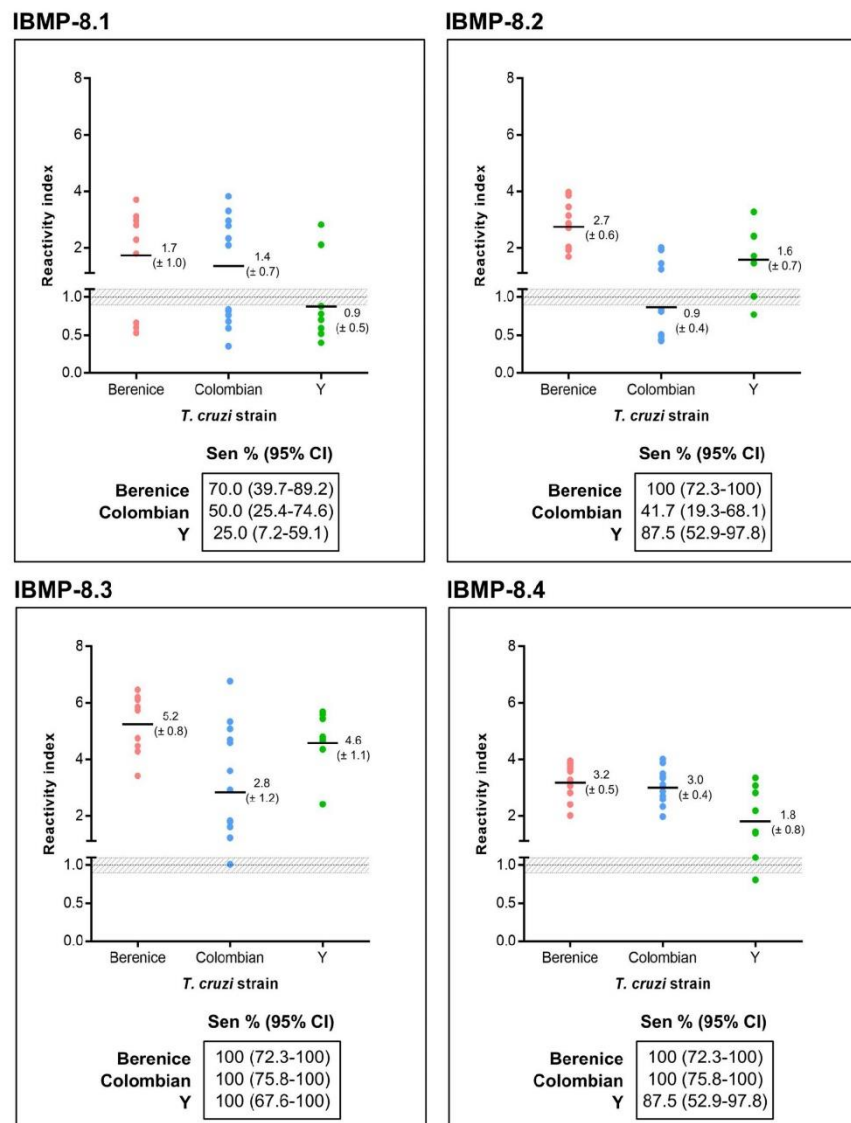 IBMP-8.1
Reactivity index
8
6
4
2
1.0
0.5
0.0
1.7
(± 1.0)
1.4
(± 0.7)
0.9
(± 0.5)
Berenice Colombian Y
T. cruzi strain
Sen % (95% CI)
Berenice 70.0 (39.7-89.2)
Colombian 50.0 (25.4-74.6)
Y 25.0 (7.2-59.1)
IBMP-8.2
Reactivity index
8
6
4
2
1.0
0.5
0.0
2.7
(± 0.6)
0.9
(± 0.4)
1.6
(± 0.7)
Berenice Colombian Y
T. cruzi strain
Sen % (95% CI)
Berenice 100 (72.3-100)
Colombian 41.7 (19.3-68.1)
Y 87.5 (52.9-97.8)
IBMP-8.3
Reactivity index
8
6
4
2
1.0
0.5
0.0
5.2
(± 0.8)
2.8
(± 1.2)
4.6
(± 1.1)
Berenice Colombian Y
T. cruzi strain
Sen % (95% CI)
Berenice 100 (72.3-100)
Colombian 100 (75.8-100)
Y 100 (67.6-100)
IBMP-8.4
Reactivity index
8
6
4
2
1.0
0.5
0.0
3.2
(± 0.5)
3.0
(± 0.4)
1.8
(± 0.8)
Berenice Colombian Y
T. cruzi strain
Sen % (95% CI)
Berenice 100 (72.3-100)
Colombian 100 (75.8-100)
Y 87.5 (52.9-97.8)